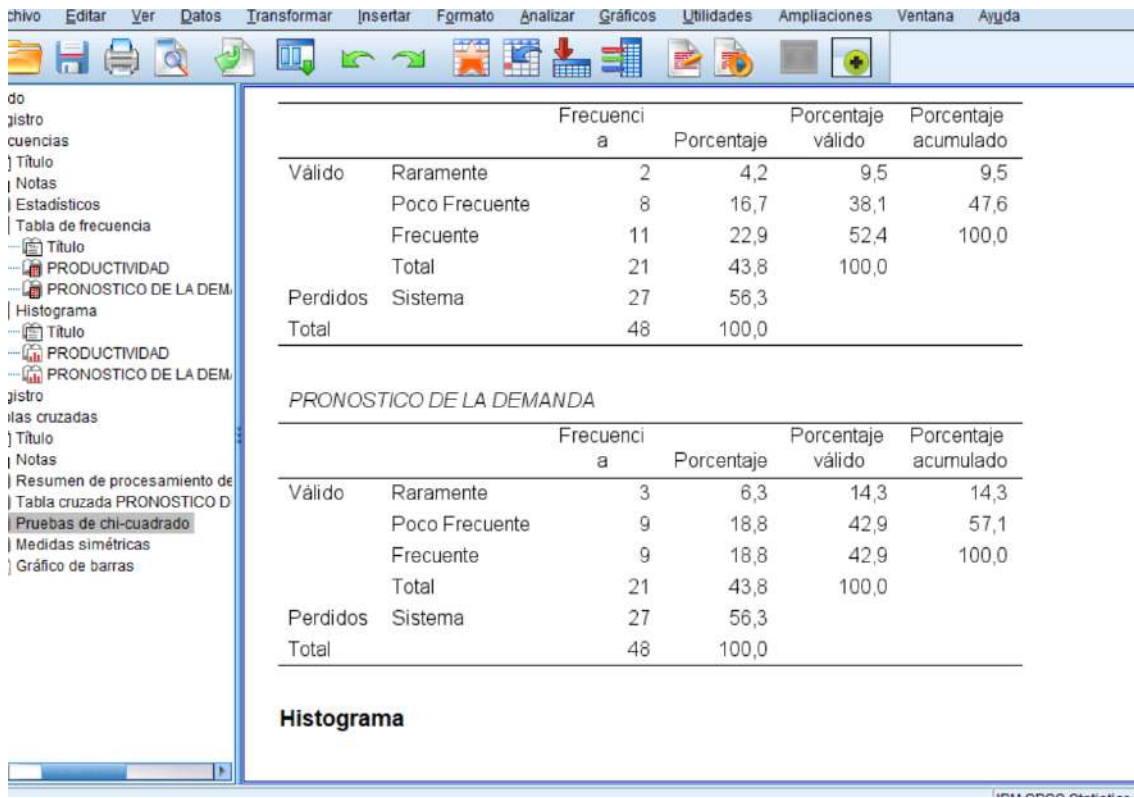 chivo Editar Ver Datos Transformar Insertar Formato Analizar Gráficos Utilidades Ampliaciones Ventana Ayuda
do
gistro
cuencias
Título
Notas
Estadísticos
Tabla de frecuencia
Título
PRODUCTIVIDAD
PRONOSTICO DE LA DEM
Histograma
Título
PRODUCTIVIDAD
PRONOSTICO DE LA DEM
gistro
las cruzadas
Título
Notas
Resumen de procesamiento de
Tabla cruzada PRONOSTICO D
Pruebas de chi-cuadrado
Medidas simétricas
Gráfico de barras
Frecuenci Porcentaje Porcentaje
a Porcentaje válido acumulado
Válido Raramente 2 4,2 9,5 9,5
Poco Frecuente 8 16,7 38,1 47,6
Frecuente 11 22,9 52,4 100,0
Total 21 43,8 100,0
Perdidos Sistema 27 56,3
Total 48 100,0
PRONOSTICO DE LA DEMANDA
Frecuenci Porcentaje Porcentaje
a Porcentaje válido acumulado
Válido Raramente 3 6,3 14,3 14,3
Poco Frecuente 9 18,8 42,9 57,1
Frecuente 9 18,8 42,9 100,0
Total 21 43,8 100,0
Perdidos Sistema 27 56,3
Total 48 100,0
Histograma